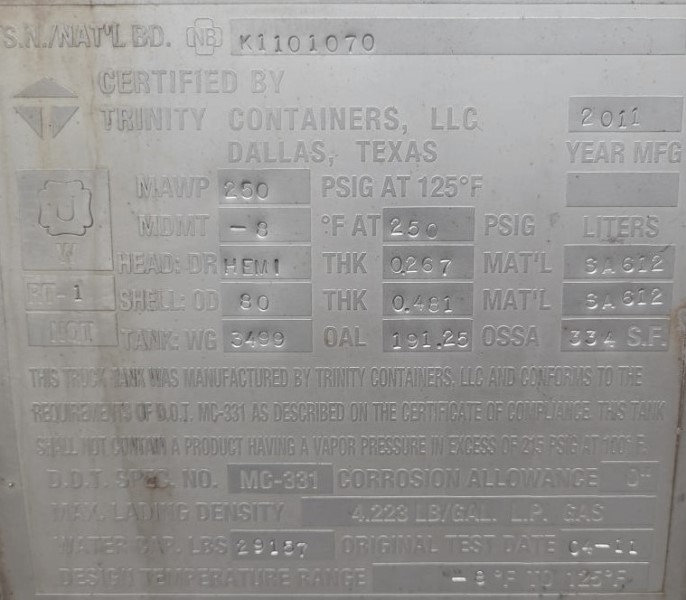 S.N./NAT'L BD. NB K1101070
CERTIFIED BY
TRINITY CONTAINERS, LLC 2011
DALLAS, TEXAS YEAR MFG
U MAWP 250 PSIG AT 125°F
MDMT -8 °F AT 250 PSIG LITERS
W HEAD: DR HEMI THK 0.267 MAT'L SA 612
RT-1 SHELL: OD 80 THK 0.481 MAT'L SA 612
TANK: WG 3499 OAL 191.25 OSSA 334 S.F.
THIS TRUCK TANK WAS MANUFACTURED BY TRINITY CONTAINERS, LLC AND CONFORMS TO THE
REQUIREMENTS OF D.O.T. MC-331 AS DESCRIBED ON THE CERTIFICATE OF COMPLIANCE. THIS TANK
SHALL NOT CONTAIN A PRODUCT HAVING A VAPOR PRESSURE IN EXCESS OF 215 PSIG AT 100° F.
D.O.T. SPEC. NO. MC-331 CORROSION ALLOWANCE 0"
MAX. LADING DENSITY 4.223 LB/GAL. L.P. GAS
WATER CAP. LBS 29187 ORIGINAL TEST DATE 04-11
DESIGN TEMPERATURE RANGE -8 °F TO 125°F